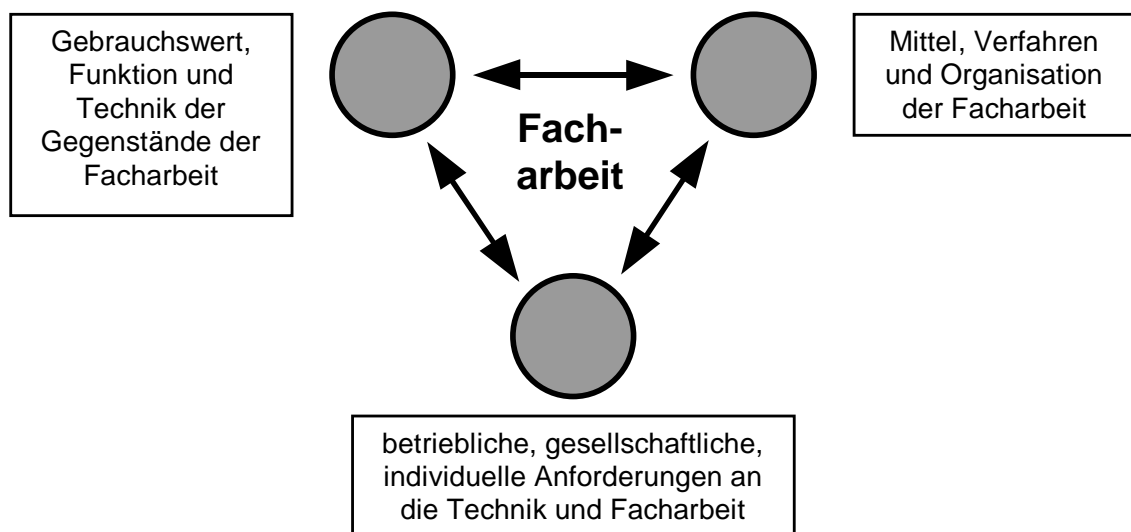 Gebrauchswert,
Funktion und
Technik der
Gegenstände der
Facharbeit
Mittel, Verfahren
und Organisation
der Facharbeit
Fach-
arbeit
betriebliche, gesellschaftliche,
individuelle Anforderungen an
die Technik und Facharbeit